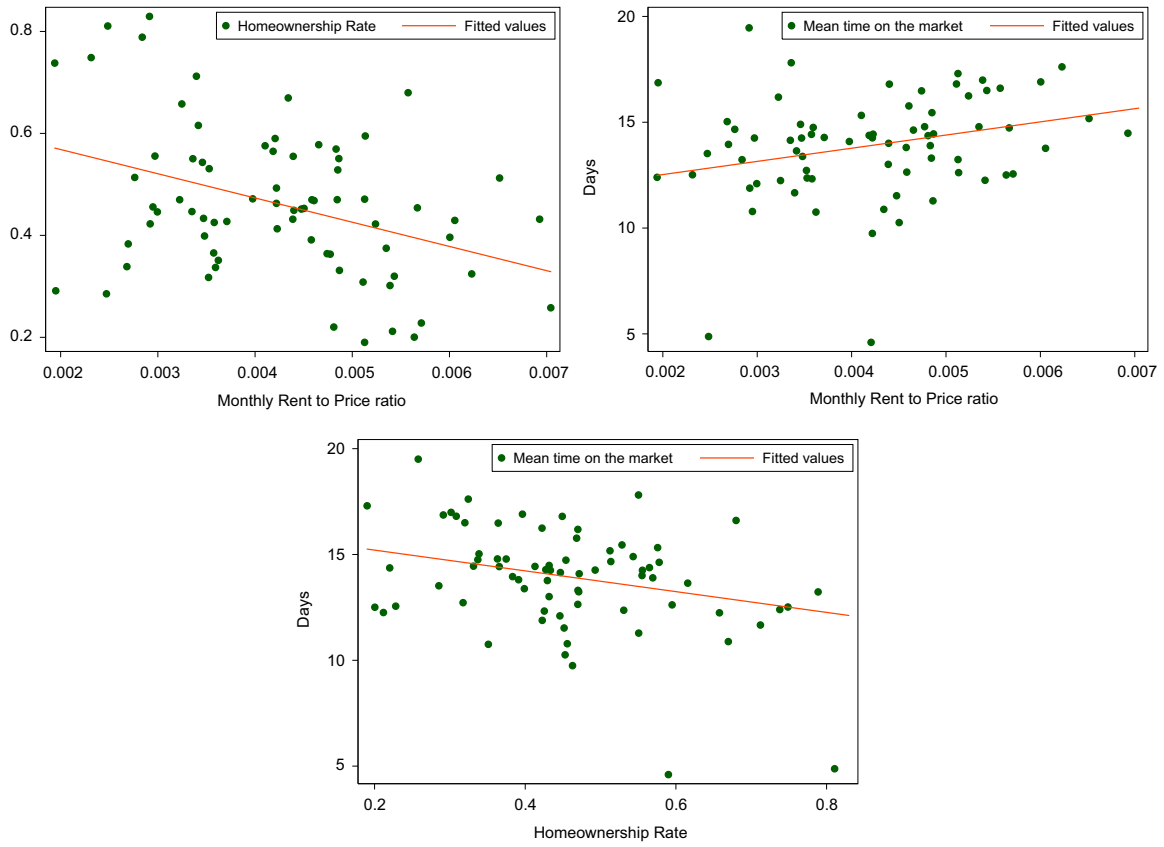 Homeownership Rate Fitted values
0.8
0.6
0.4
0.2
0.002 0.003 0.004 0.005 0.006 0.007
Monthly Rent to Price ratio
Mean time on the market Fitted values
20
15
10
5
Days
0.002 0.003 0.004 0.005 0.006 0.007
Monthly Rent to Price ratio
Mean time on the market Fitted values
20
15
10
5
Days
0.2 0.4 0.6 0.8
Homeownership Rate